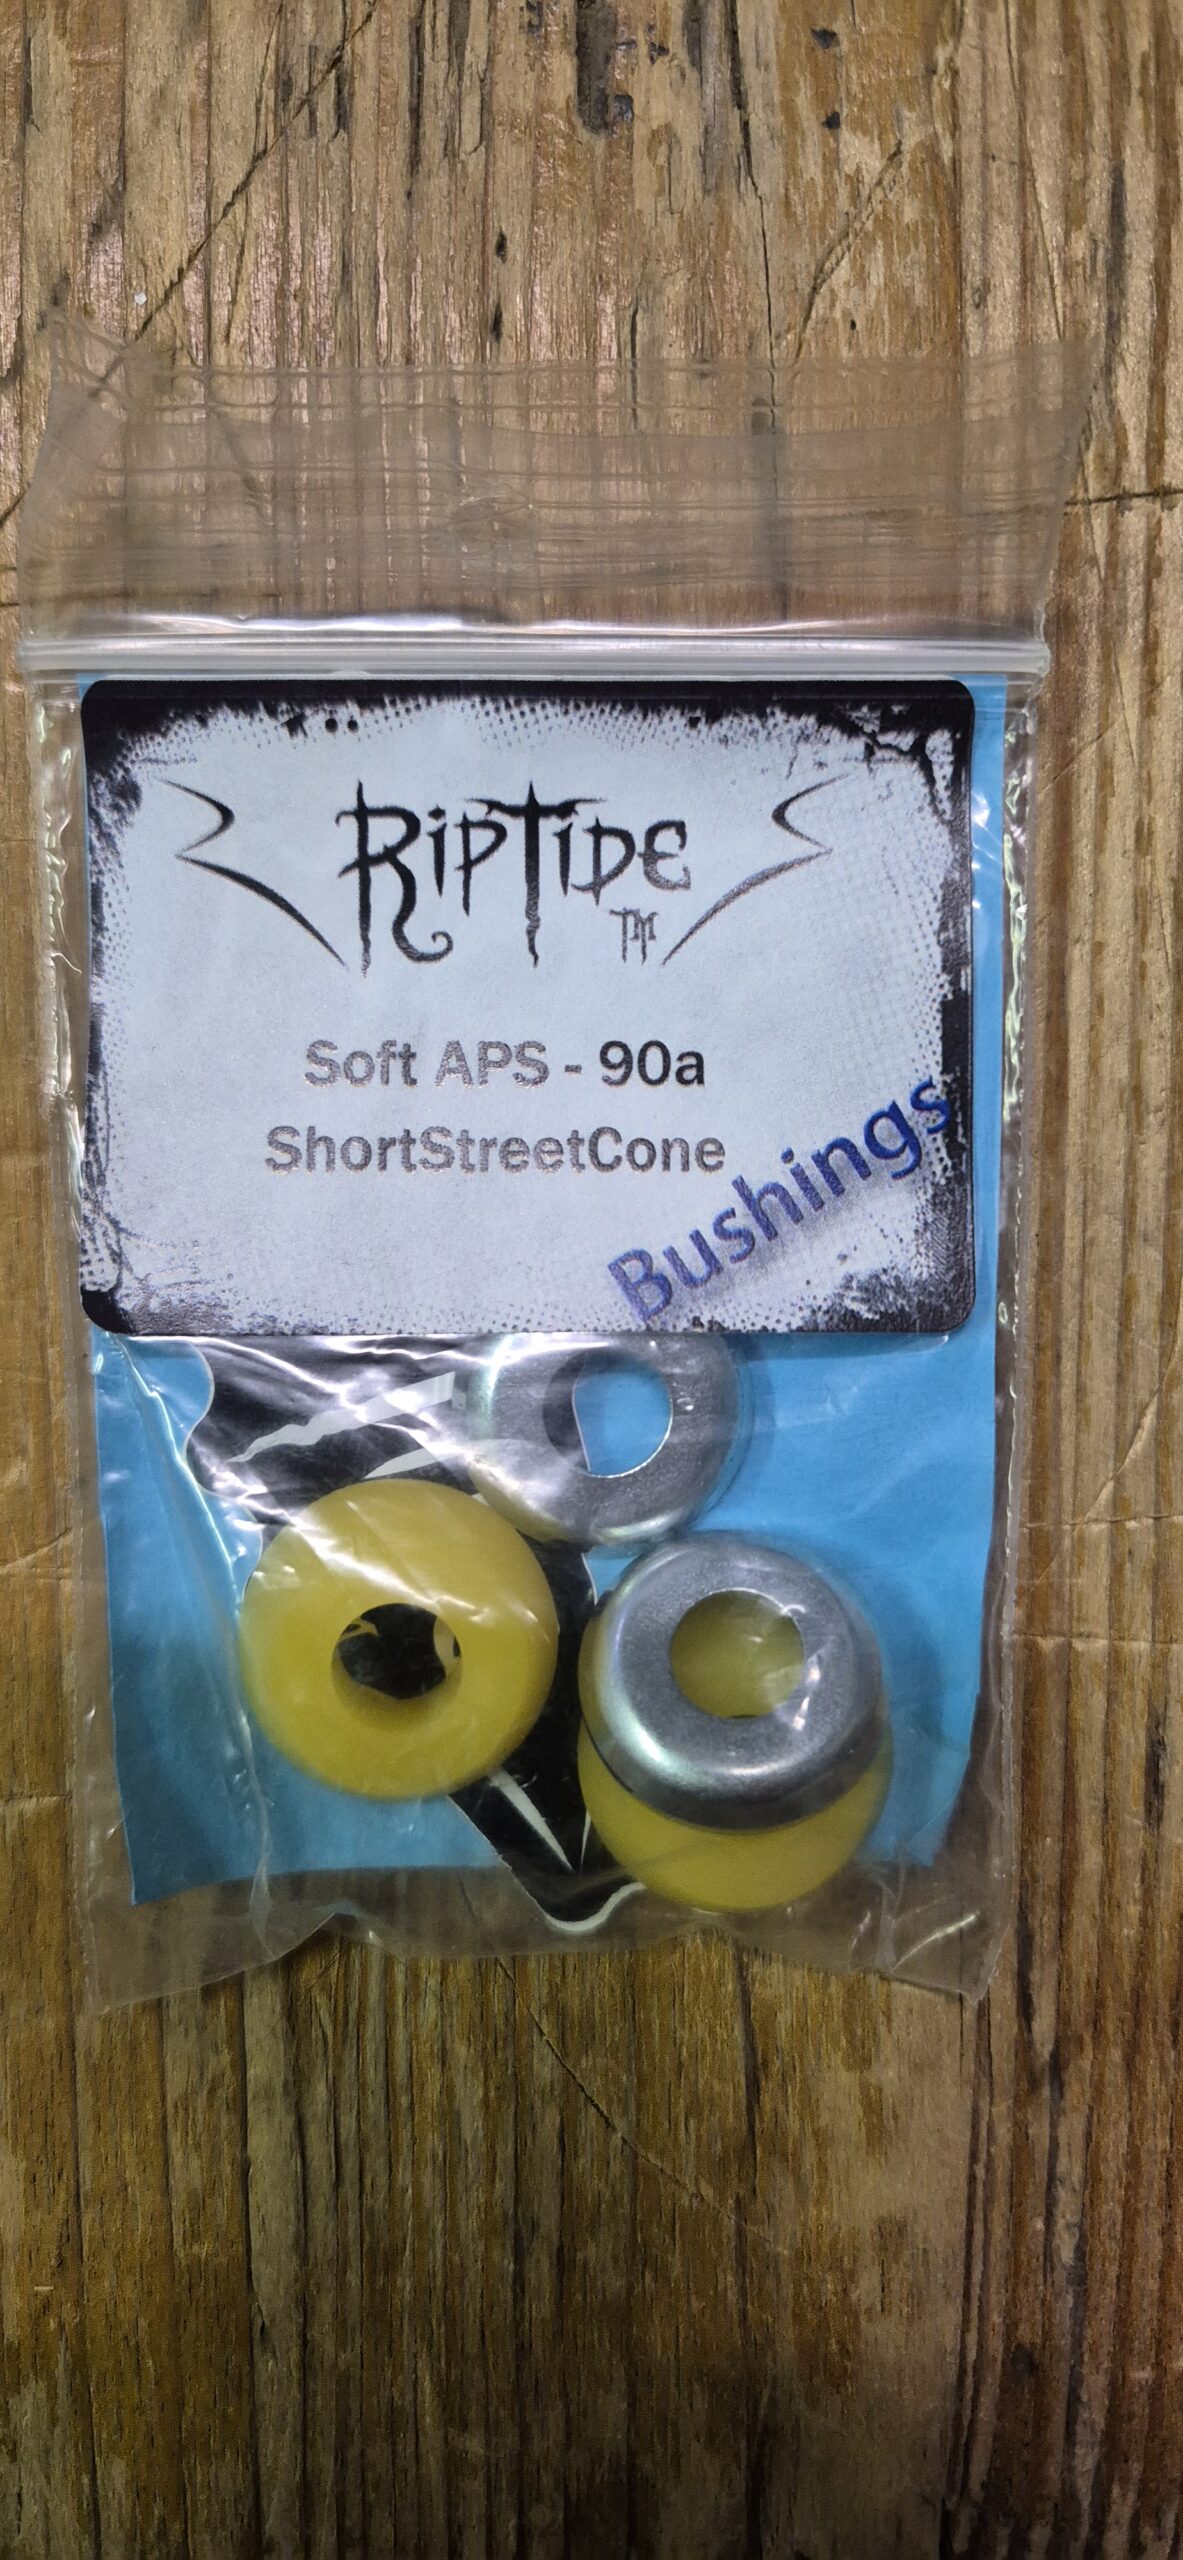 RipTide
TM
Soft APS - 90a
ShortStreetCone
Bushings